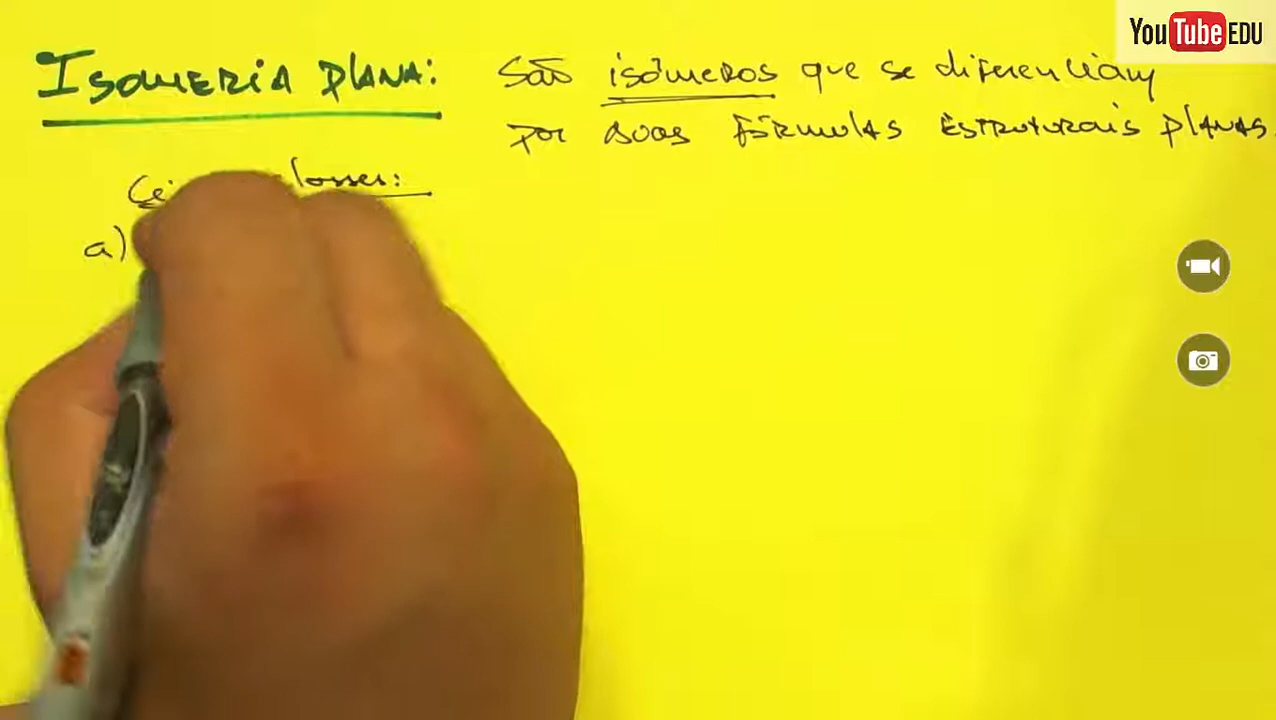 YouTube EDU
Isomeria plana: São isômeros que se diferenciam
por suas fórmulas estruturais planas
a)